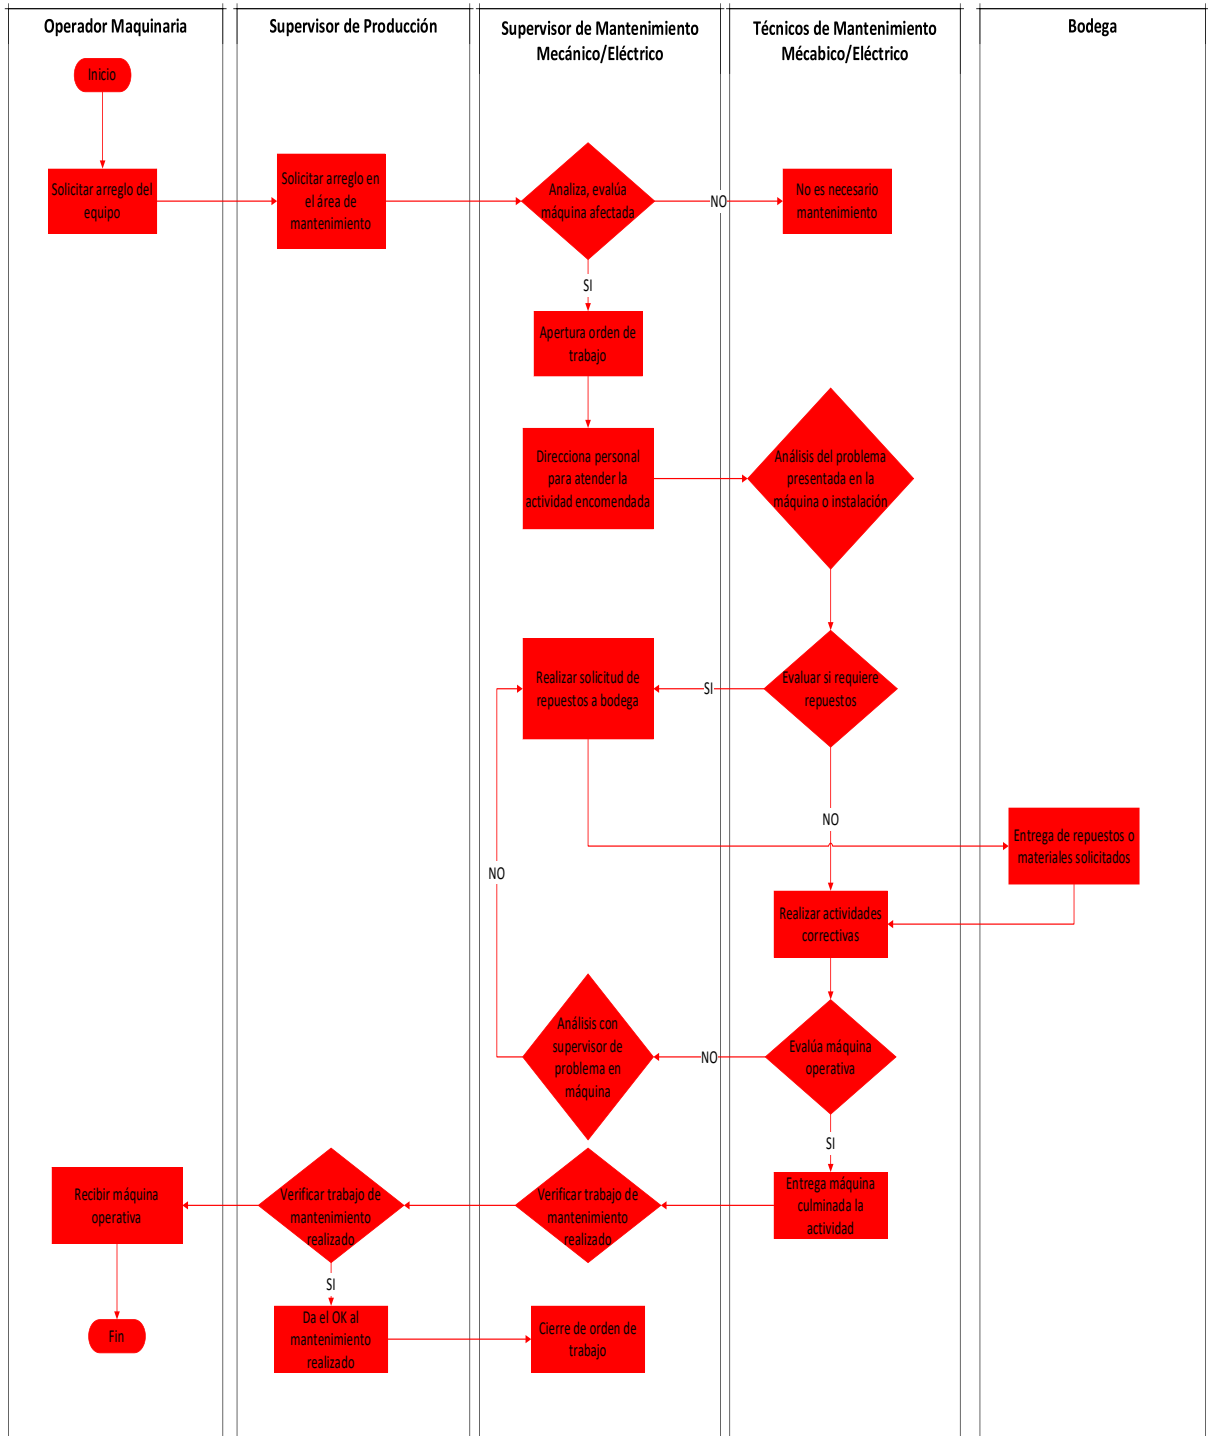 Operador Maquinaria
Supervisor de Producción
Supervisor de Mantenimiento
Mecánico/Eléctrico
Técnicos de Mantenimiento
Mécabico/Eléctrico
Bodega
Inicio
Solicitar arreglo del
equipo
Solicitar arreglo en
el área de
mantenimiento
Analiza, evalúa
máquina afectada
NO
No es necesario
mantenimiento
SI
Apertura orden de
trabajo
Direcciona personal
para atender la
actividad encomendada
Análisis del problema
presentada en la
máquina o instalación
Realizar solicitud de
repuestos a bodega
SI
Evaluar si requiere
repuestos
NO
Entrega de repuestos o
materiales solicitados
NO
Realizar actividades
correctivas
Análisis con
supervisor de
problema en
máquina
NO
Evalúa máquina
operativa
SI
Recibir máquina
operativa
Verificar trabajo de
mantenimiento
realizado
Verificar trabajo de
mantenimiento
realizado
Entrega máquina
culminada la
actividad
SI
Fin
Da el OK al
mantenimiento
realizado
Cierre de orden de
trabajo